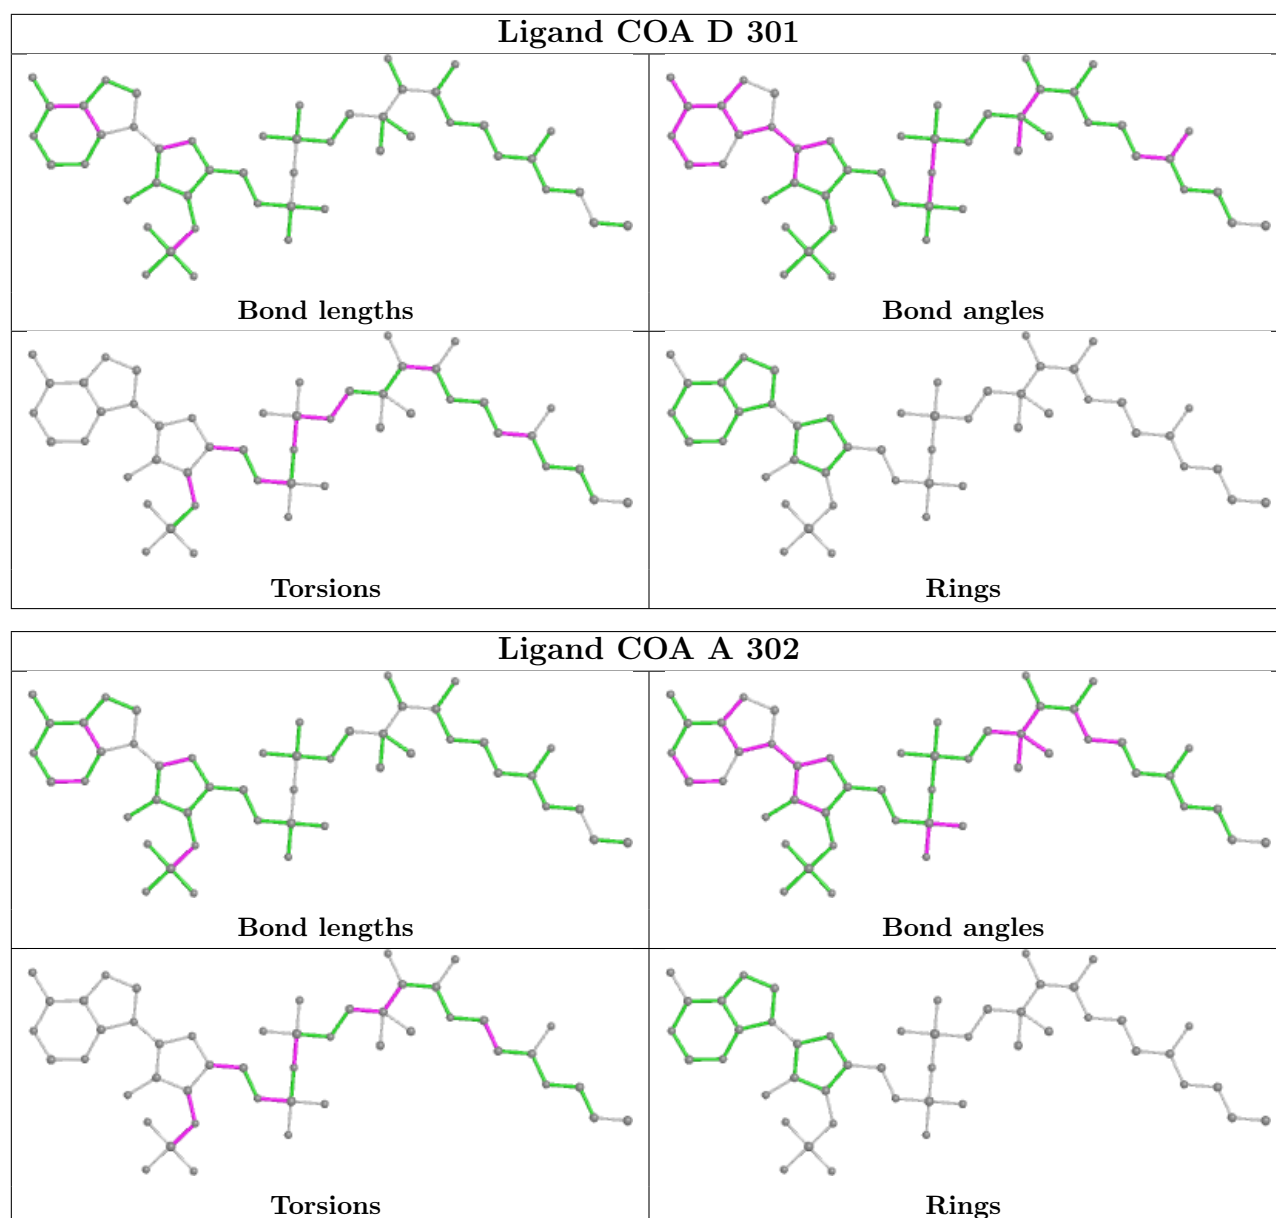 Ligand COA D 301
Bond lengths
Bond angles
Torsions
Rings
Ligand COA A 302
Bond lengths
Bond angles
Torsions
Rings